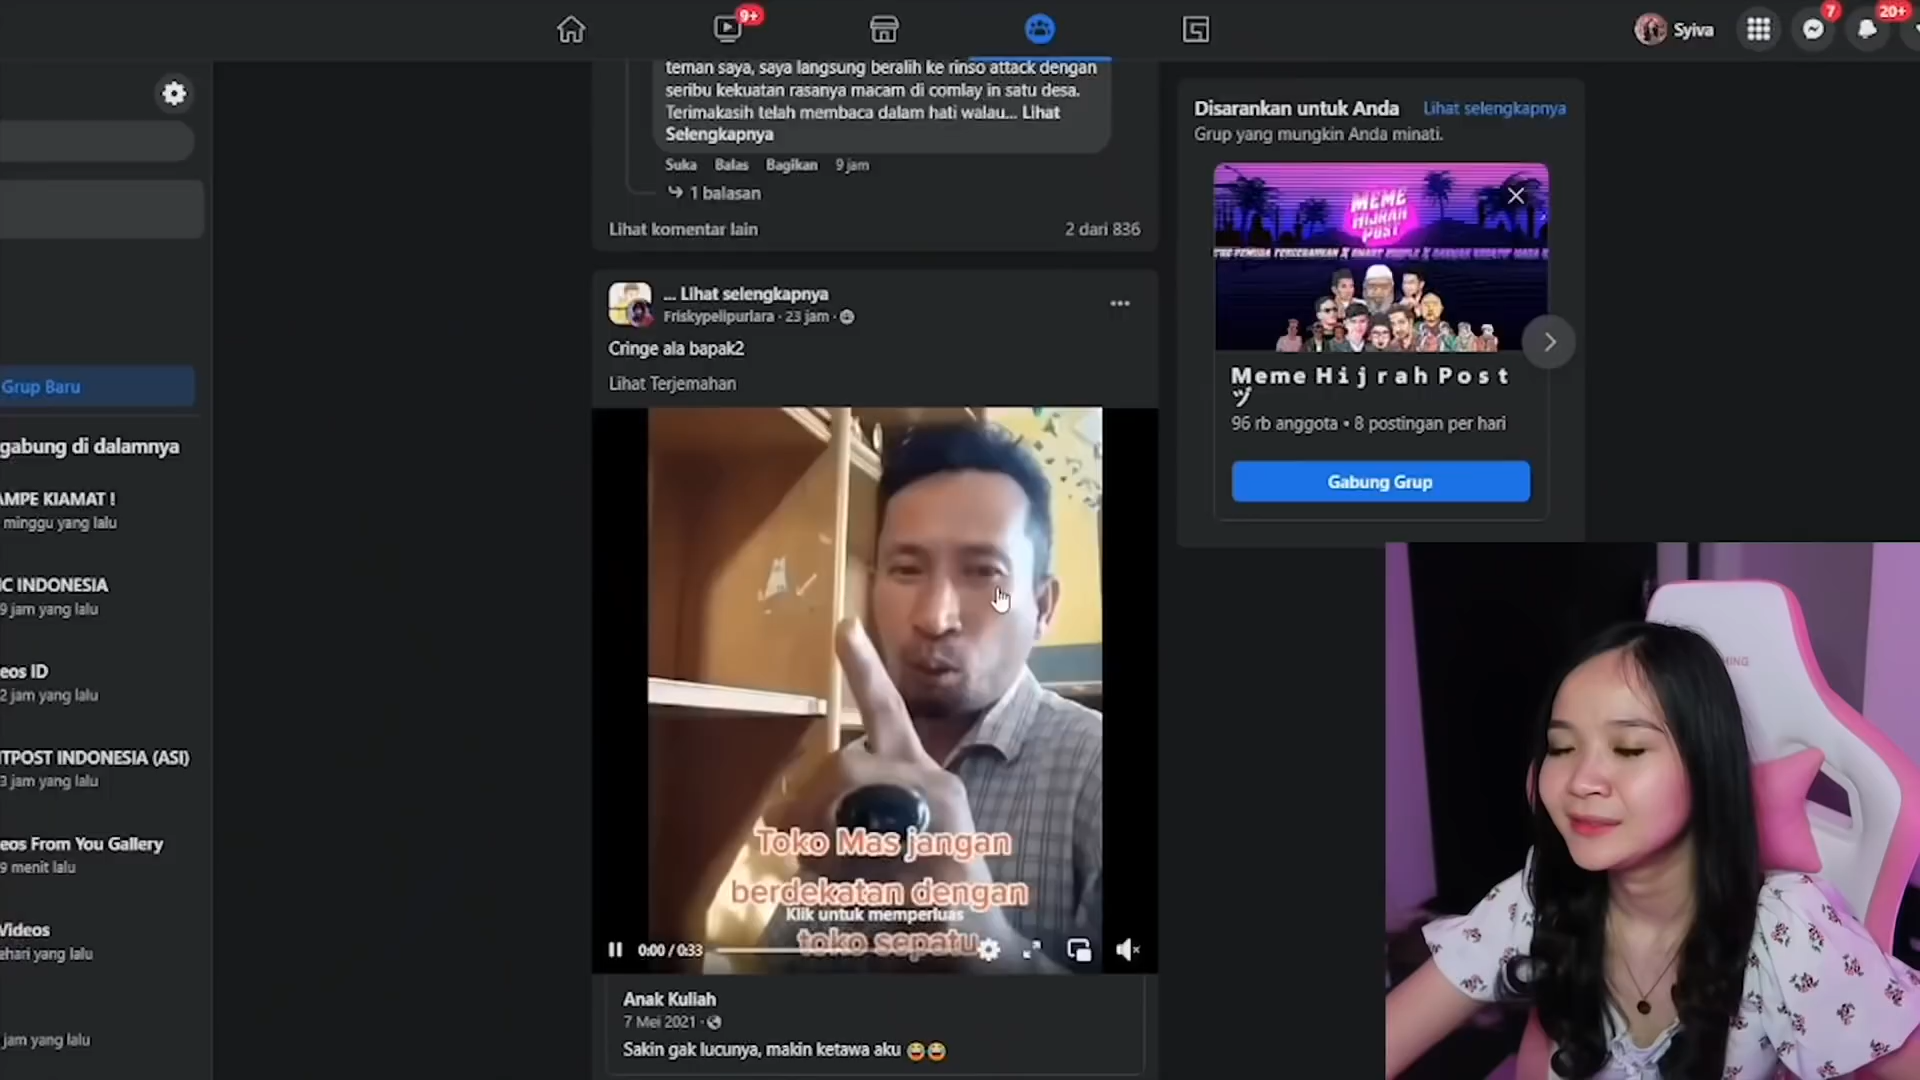 9+
Syiva
7
20+
teman saya, saya langsung beralih ke rinso attack dengan
seribu kekuatan rasanya macam di comlay in satu desa.
Terimakasih telah membaca dalam hati walau... Lihat
Selengkapnya
Suka Balas Bagikan 9 jam
1 balasan
Lihat komentar lain 2 dari 836
... Lihat selengkapnya
Friskypelipurlara · 23 jam ·
Cringe ala bapak2
Lihat Terjemahan
Toko Mas jangan
berdekatan dengan
Klik untuk memperluas
toko sepatu
0:00 / 0:33
Anak Kuliah
7 Mei 2021 ·
Sakin gak lucunya, makin ketawa aku 😂😂
Disarankan untuk Anda Lihat selengkapnya
Grup yang mungkin Anda minati.
MEME
HIJRAH
POST
Meme Hijrah Post
ツ
96 rb anggota • 8 postingan per hari
Gabung Grup
Grup Baru
gabung di dalamnya
AMPE KIAMAT !
minggu yang lalu
IC INDONESIA
9 jam yang lalu
eos ID
2 jam yang lalu
ITPOST INDONESIA (ASI)
3 jam yang lalu
eos From You Gallery
9 menit lalu
Videos
ehari yang lalu
jam yang lalu